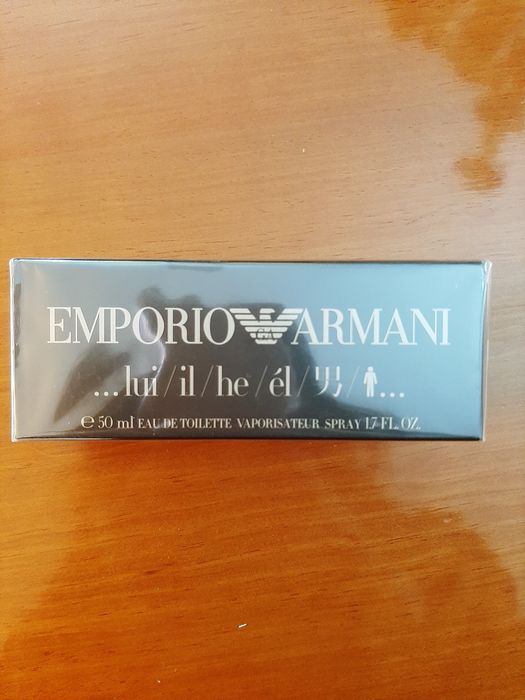 EMPORIO ARMANI
...lui/il/he/él/男/...
℮ 50 ml EAU DE TOILETTE VAPORISATEUR SPRAY 1.7 FL. OZ.